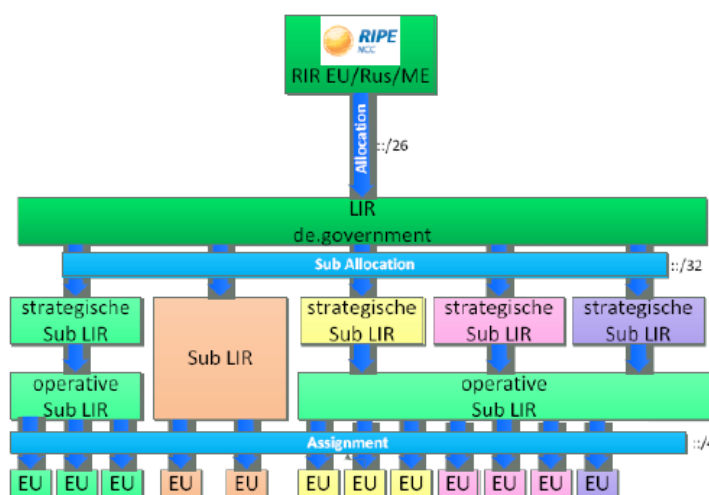 RIPE
NCC
RIR EU/Rus/ME
Allocation
::/26
LIR
de.government
Sub Allocation
::/32
strategische
Sub LIR
Sub LIR
strategische
Sub LIR
strategische
Sub LIR
strategische
Sub LIR
operative
Sub LIR
operative
Sub LIR
Assignment
::/4
EU
EU
EU
EU
EU
EU
EU
EU
EU
EU
EU
EU